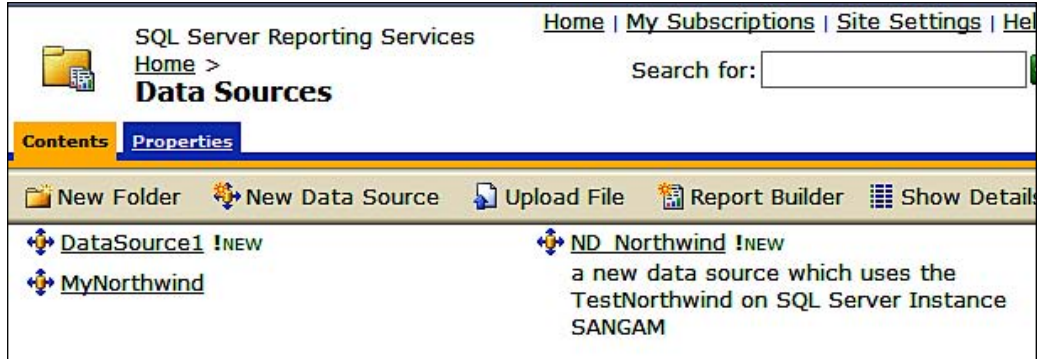 SQL Server Reporting Services
Home >
Data Sources
Home | My Subscriptions | Site Settings |
Search for:
Contents Properties
New Folder New Data Source Upload File Report Builder Show Details
DataSource1 !NEW
MyNorthwind
ND_Northwind !NEW
a new data source which uses the
TestNorthwind on SQL Server Instance
SANGAM